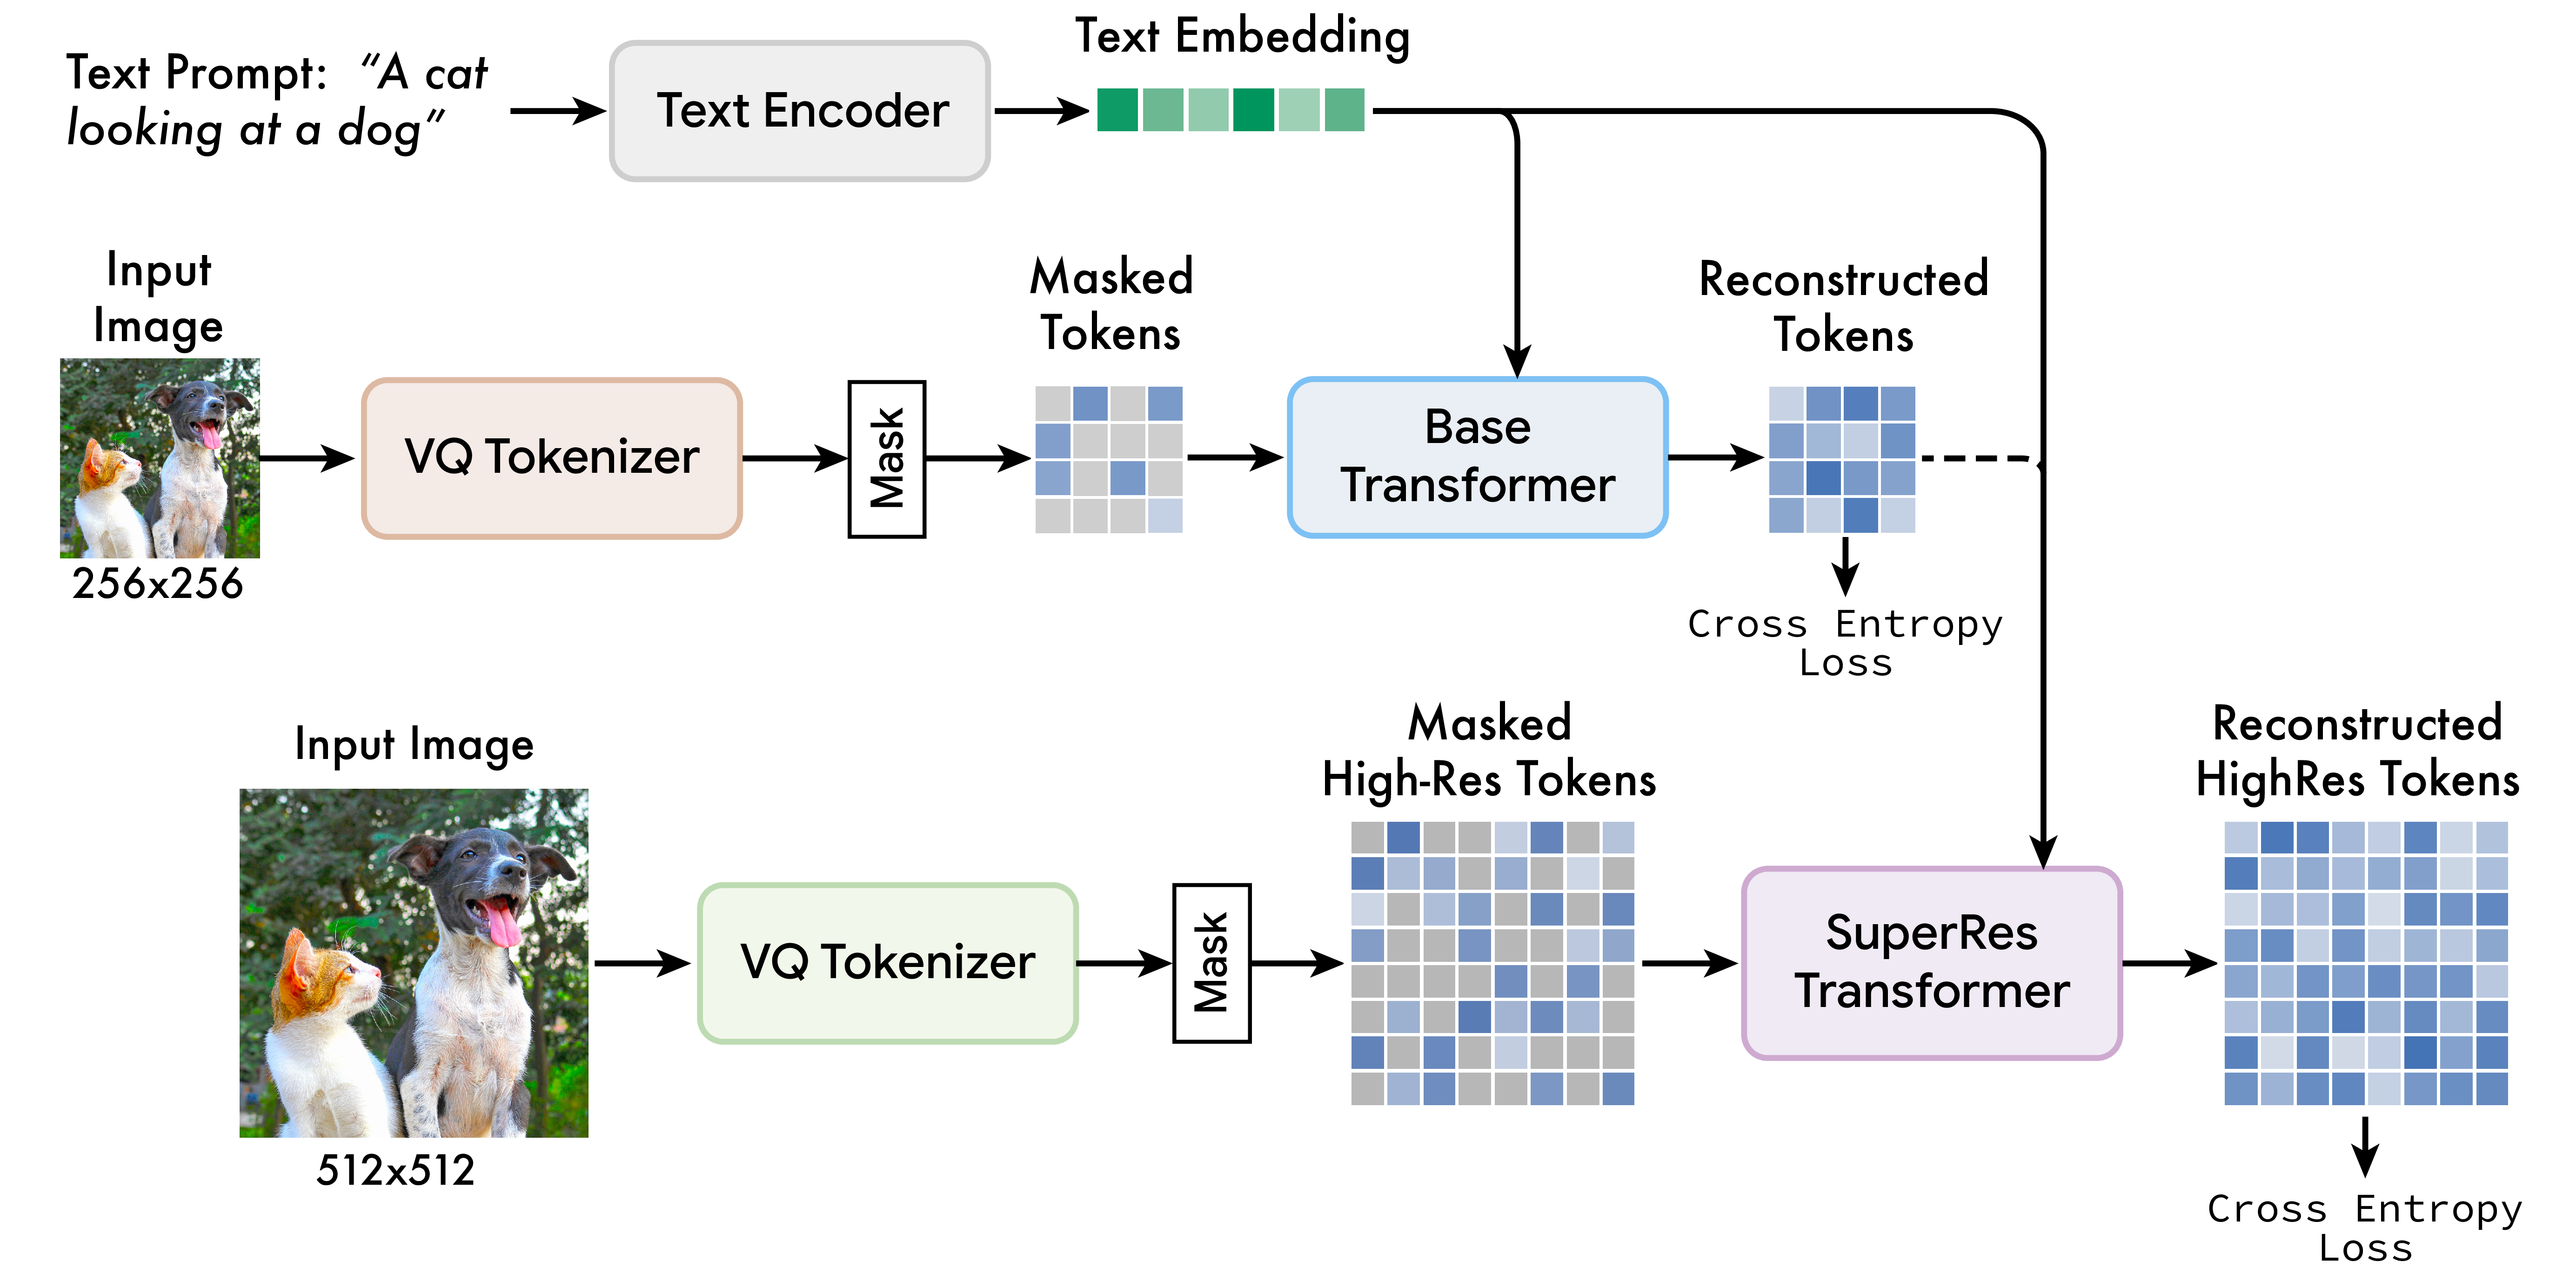 Text Prompt: “A cat
looking at a dog”
Text Encoder
Text Embedding
Input
Image
256x256
VQ Tokenizer
Mask
Masked
Tokens
Base
Transformer
Reconstructed
Tokens
Cross Entropy
Loss
Input Image
512x512
VQ Tokenizer
Mask
Masked
High-Res Tokens
SuperRes
Transformer
Reconstructed
HighRes Tokens
Cross Entropy
Loss